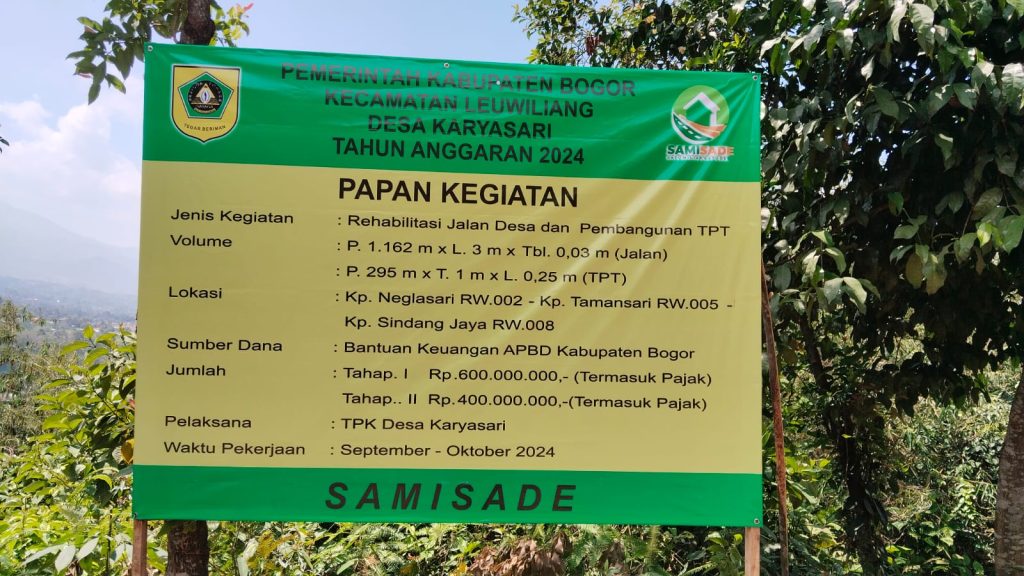 PEMERINTAH KABUPATEN BOGOR
KECAMATAN LEUWILIANG
DESA KARYASARI
TAHUN ANGGARAN 2024
TEGAR BERIMAN
SAMISADE
PAPAN KEGIATAN
Jenis Kegiatan : Rehabilitasi Jalan Desa dan Pembangunan TPT
Volume : P. 1.162 m x L. 3 m x Tbl. 0,03 m (Jalan)
: P. 295 m x T. 1 m x L. 0,25 m (TPT)
Lokasi : Kp. Neglasari RW.002 - Kp. Tamansari RW.005 -
Kp. Sindang Jaya RW.008
Sumber Dana : Bantuan Keuangan APBD Kabupaten Bogor
Jumlah : Tahap. I Rp.600.000.000,- (Termasuk Pajak)
Tahap.. II Rp.400.000.000,-(Termasuk Pajak)
Pelaksana : TPK Desa Karyasari
Waktu Pekerjaan : September - Oktober 2024
SAMISADE